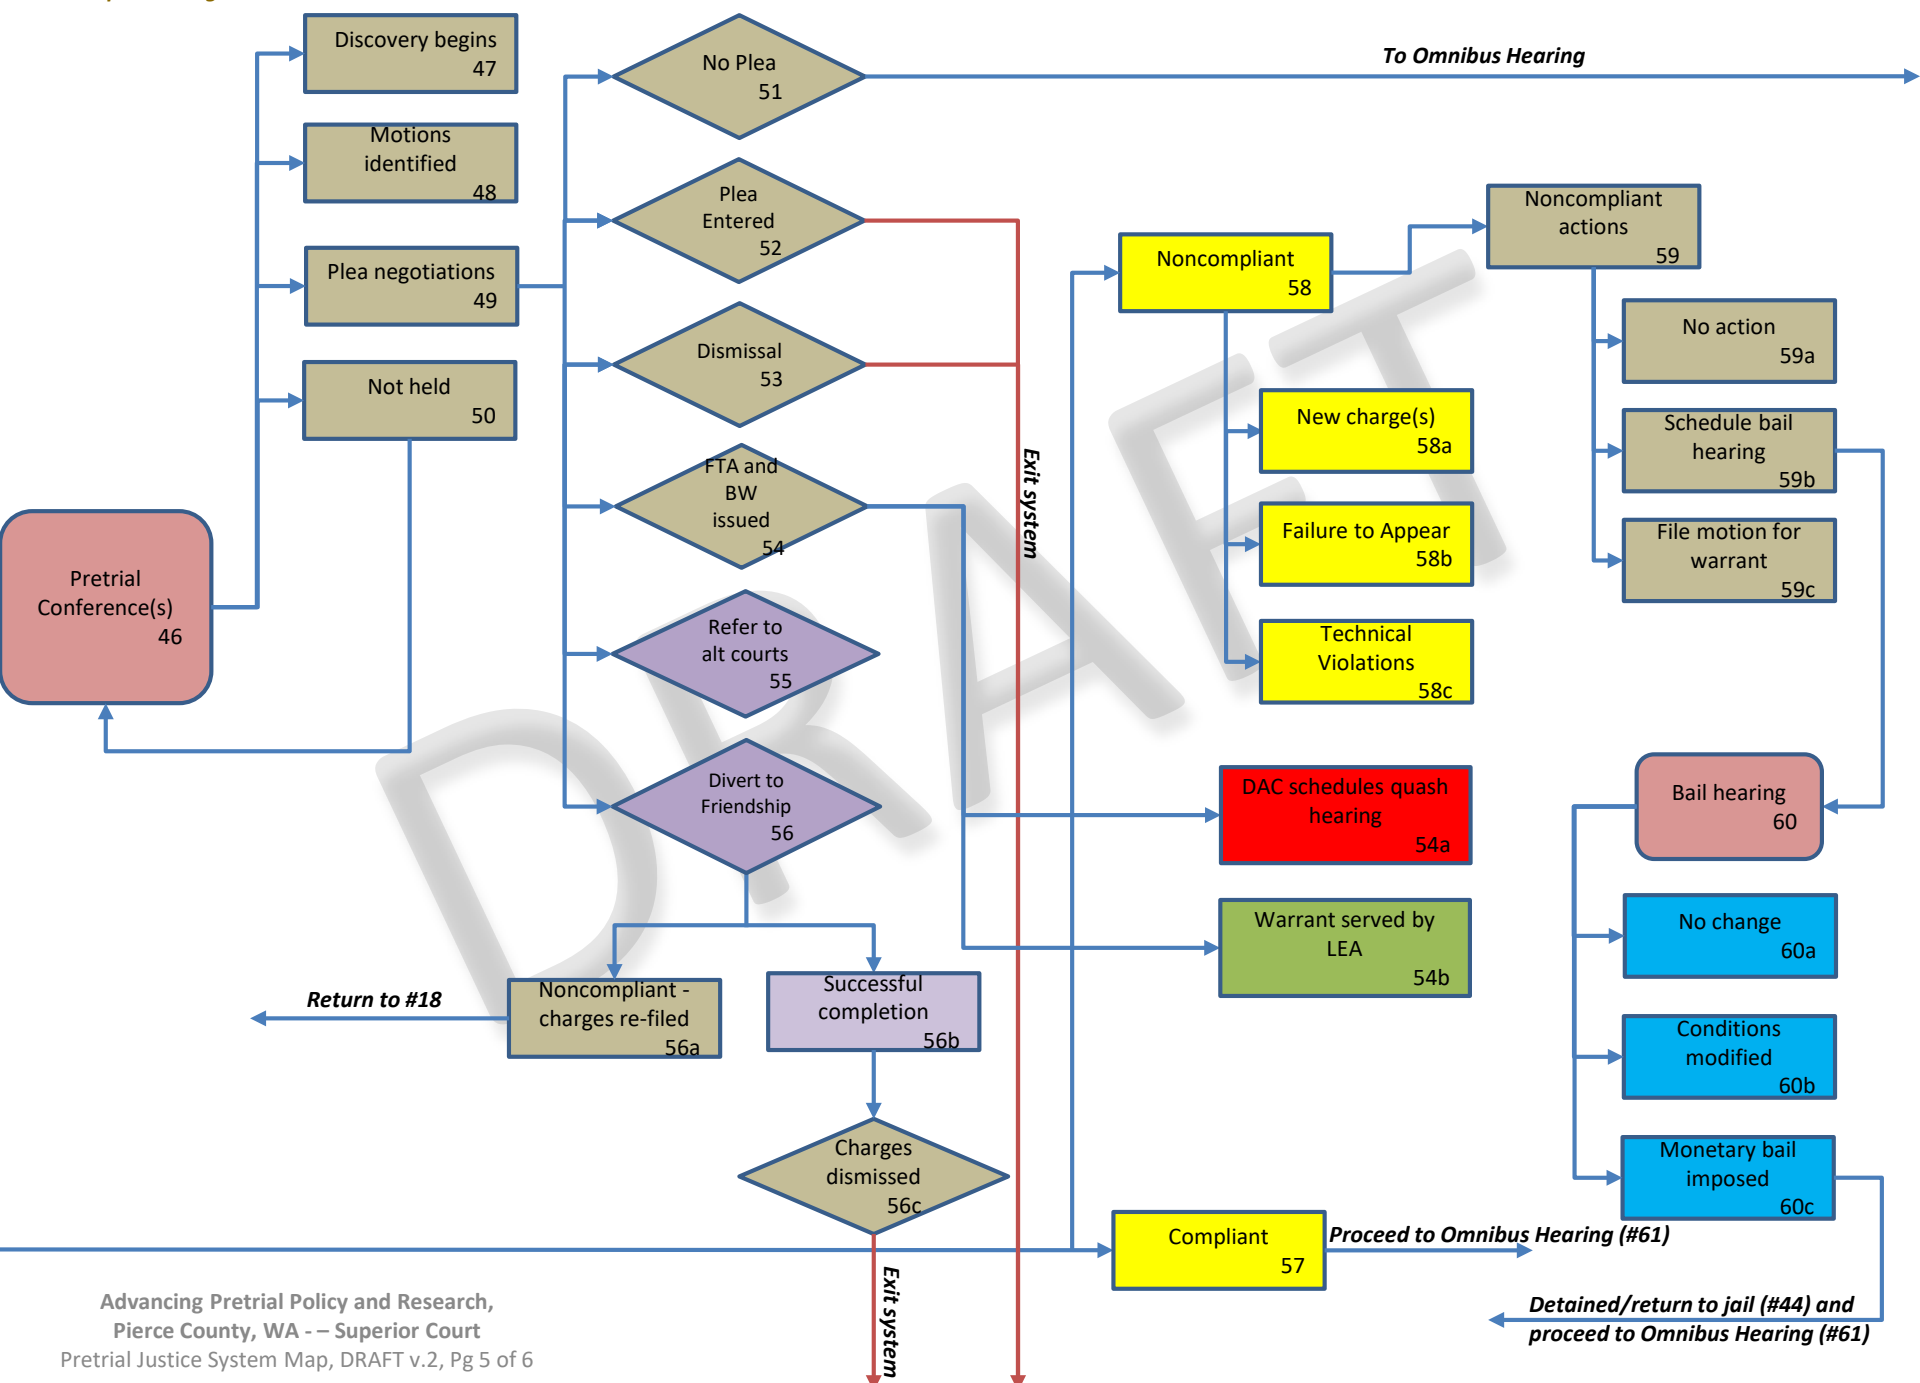 Discovery begins
47
No Plea
51
To Omnibus Hearing
Motions
identified
48
Plea
Entered
52
Noncompliant
actions
59
Plea negotiations
49
Noncompliant
58
No action
59a
Dismissal
53
Not held
50
New charge(s)
58a
Schedule bail
hearing
59b
FTA and
BW
issued
54
Exit system
Failure to Appear
58b
File motion for
warrant
59c
Pretrial
Conference(s)
46
Refer to
alt courts
55
Technical
Violations
58c
DRAFT
Divert to
Friendship
56
DAC schedules quash
hearing
54a
Bail hearing
60
Warrant served by
LEA
54b
No change
60a
Return to #18
Noncompliant -
charges re-filed
56a
Successful
completion
56b
Conditions
modified
60b
Charges
dismissed
56c
Monetary bail
imposed
60c
Compliant
57
Proceed to Omnibus Hearing (#61)
Exit system
Detained/return to jail (#44) and
proceed to Omnibus Hearing (#61)
Advancing Pretrial Policy and Research,
Pierce County, WA - – Superior Court
Pretrial Justice System Map, DRAFT v.2, Pg 5 of 6